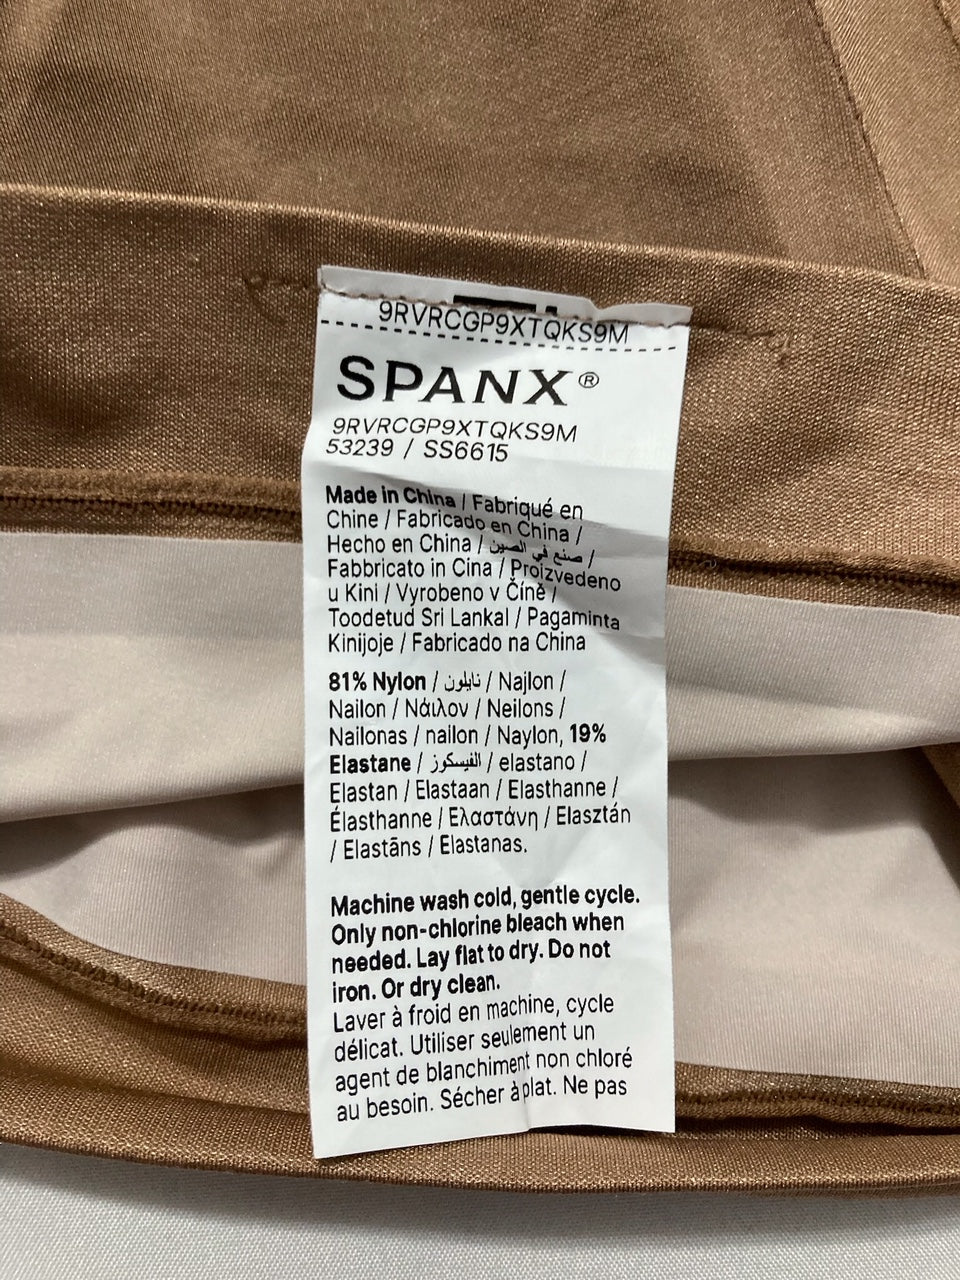 9RVRCGP9XTQKS9M
SPANX®
9RVRCGP9XTQKS9M
53239 / SS6615
Made in China / Fabriqué en
Chine / Fabricado en China /
Hecho en China / صنع في الصين /
Fabbricato in Cina / Proizvedeno
u Kini / Vyrobeno v Číně /
Toodetud Sri Lankal / Pagaminta
Kinijoje / Fabricado na China
81% Nylon / نايلون / Najlon /
Nailon / Νάιλον / Neilons /
Nailonas / nailon / Naylon, 19%
Elastane / الفيسكوز / elastano /
Elastan / Elastaan / Elasthanne /
Élasthanne / Ελαστάνη / Elasztán
/ Elastāns / Elastanas.
Machine wash cold, gentle cycle.
Only non-chlorine bleach when
needed. Lay flat to dry. Do not
iron. Or dry clean.
Laver à froid en machine, cycle
délicat. Utiliser seulement un
agent de blanchiment non chloré
au besoin. Sécher à plat. Ne pas